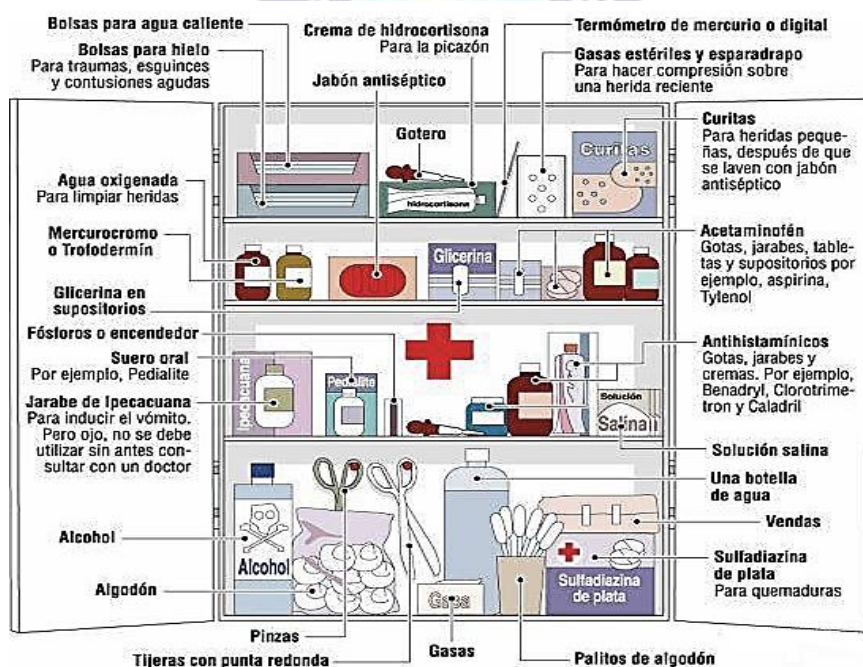 Bolsas para agua caliente
Bolsas para hielo
Para traumas, esguinces
y contusiones agudas
Crema de hidrocortisona
Para la picazón
Jabón antiséptico
Gotero
Termómetro de mercurio o digital
Gasas estériles y esparadrapo
Para hacer compresión sobre
una herida reciente
Curitas
Para heridas peque-
ñas, después de que
se laven con jabón
antiséptico
Curitas
hidrocortisona
Agua oxigenada
Para limpiar heridas
Mercurocromo
o Trofodermín
Glicerina en
supositorios
Glicerina
Acetaminofén
Gotas, jarabes, table-
tas y supositorios por
ejemplo, aspirina,
Tylenol
Fósforos o encendedor
Suero oral
Por ejemplo, Pedialite
Jarabe de Ipecacuana
Para inducir el vómito.
Pero ojo, no se debe
utilizar sin antes con-
sultar con un doctor
Ipecacuana
Pedialite
Solución
Salina
Antihistamínicos
Gotas, jarabes y
cremas. Por ejemplo,
Benadryl, Clorotrime-
tron y Caladril
Solución salina
Una botella
de agua
Vendas
Sulfadiazina
de plata
Para quemaduras
Alcohol
Algodón
Alcohol
Gasa
Sulfadiazina
de plata
Pinzas
Tijeras con punta redonda
Gasas
Palitos de algodón